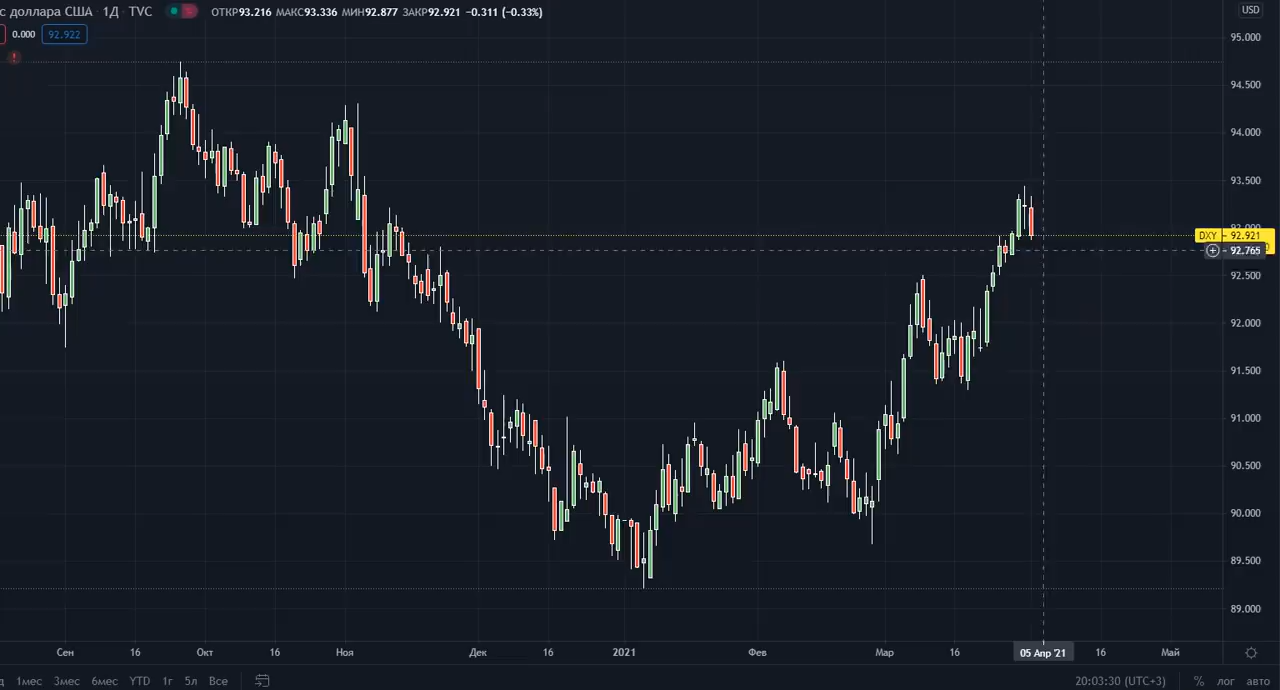 с доллара США 1Д TVC ОТКР93.216 МАКС93.336 МИН92.877 ЗАКР92.921 −0.311 (−0.33%)
USD
0.000 92.922
95.000
94.500
94.000
93.500
DXY 92.921
92.765
92.500
92.000
91.500
91.000
90.500
90.000
89.500
89.000
Сен 16 Окт 16 Ноя Дек 16 2021 Фев Мар 16 05 Апр '21 16 Май
1мес 3мес 6мес YTD 1г 5л Все 20:03:30 (UTC+3) % лог авто